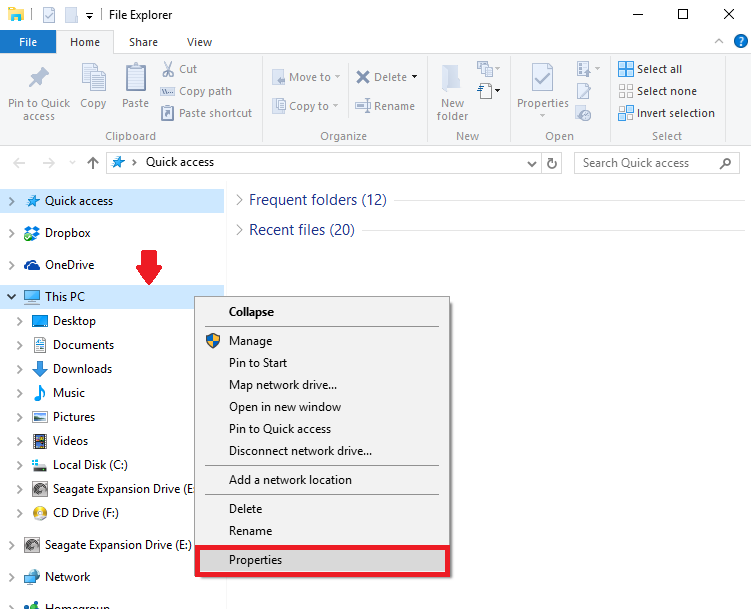 File Explorer
File Home Share View
Pin to Quick access
Copy
Paste
Cut
Copy path
Paste shortcut
Clipboard
Move to
Copy to
Delete
Rename
Organize
New folder
New
Properties
Open
Select all
Select none
Invert selection
Select
Quick access
Search Quick access
Quick access
Dropbox
OneDrive
This PC
Desktop
Documents
Downloads
Music
Pictures
Videos
Local Disk (C:)
Seagate Expansion Drive (E:
CD Drive (F:)
Seagate Expansion Drive (E:)
Network
Homegroup
Frequent folders (12)
Recent files (20)
Collapse
Manage
Pin to Start
Map network drive...
Open in new window
Pin to Quick access
Disconnect network drive...
Add a network location
Delete
Rename
Properties